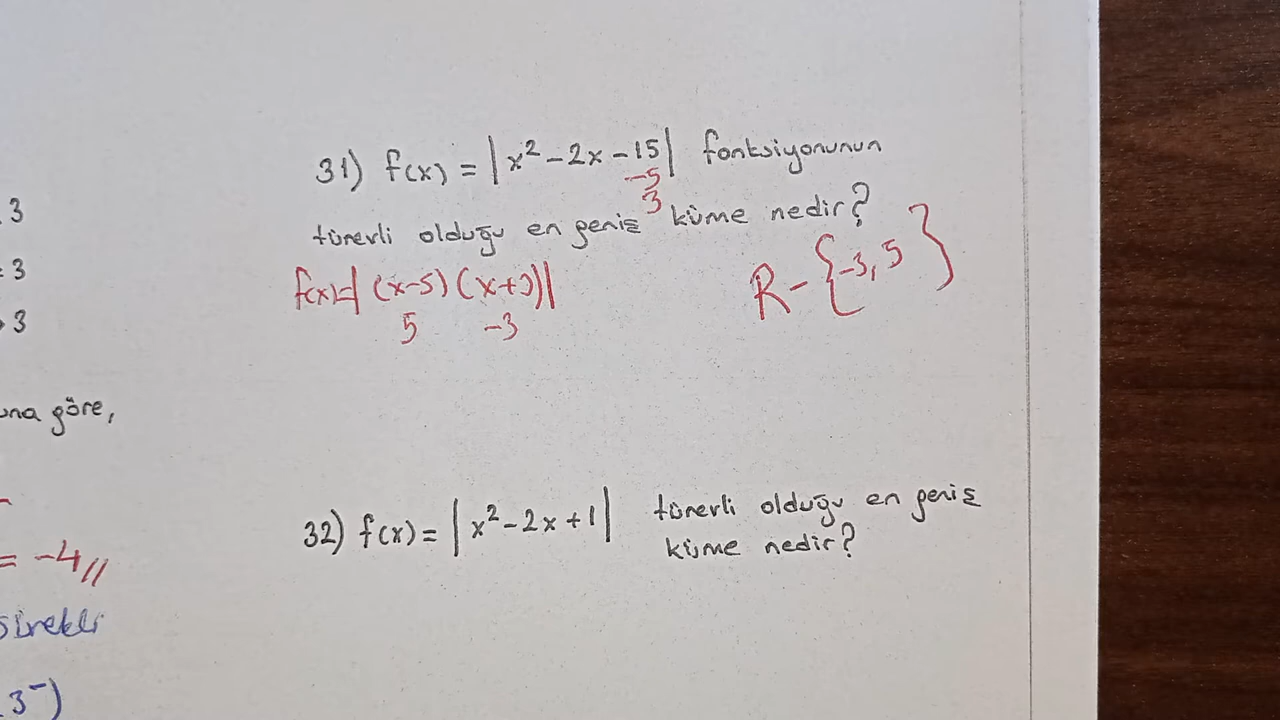 3
= 3
3
una göre,
= -4//
sürekli
3⁻)
31) f(x) = |x² - 2x - 15| fonksiyonunun
-5
3
türevli olduğu en geniş küme nedir?
f(x)=|(x-5)(x+3)|
5 -3
R - {-3, 5}
32) f(x) = |x² - 2x + 1| türevli olduğu en geniş
küme nedir?